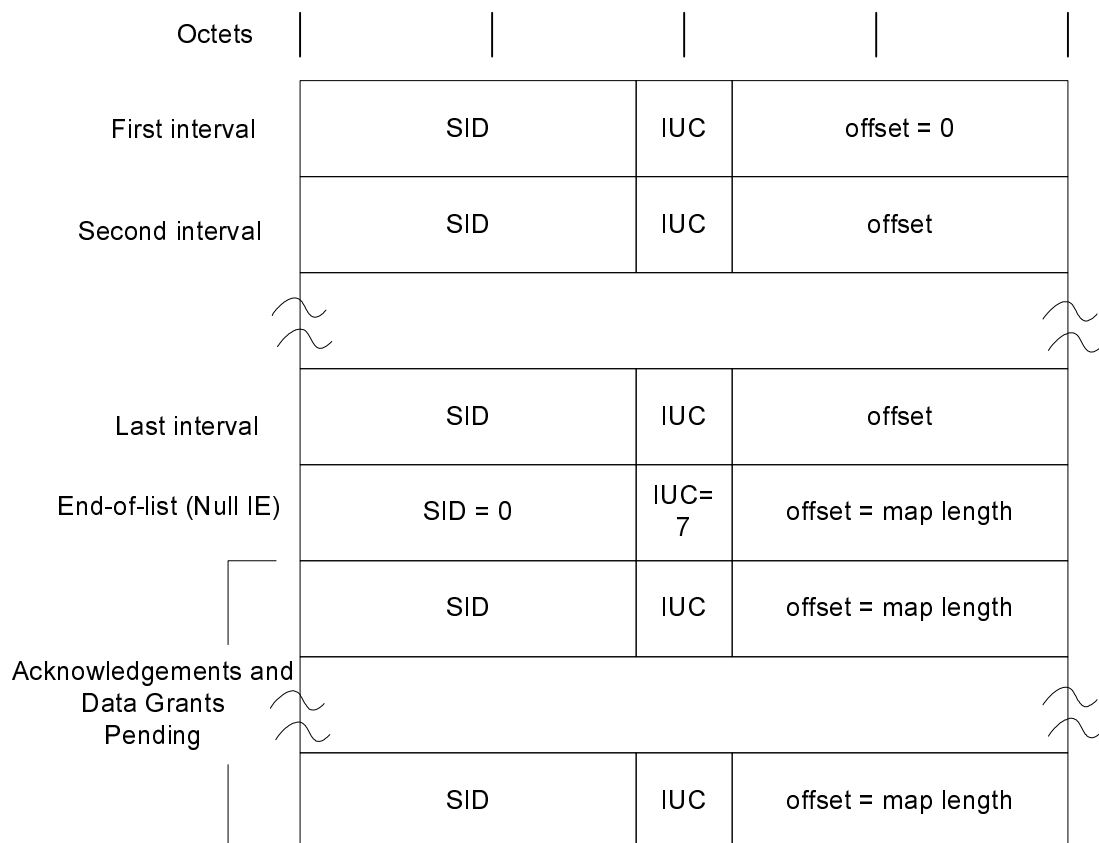 Octets
First interval
SID
IUC
offset = 0
Second interval
SID
IUC
offset
Last interval
SID
IUC
offset
End-of-list (Null IE)
SID = 0
IUC=
7
offset = map length
SID
IUC
offset = map length
Acknowledgements and
Data Grants
Pending
SID
IUC
offset = map length